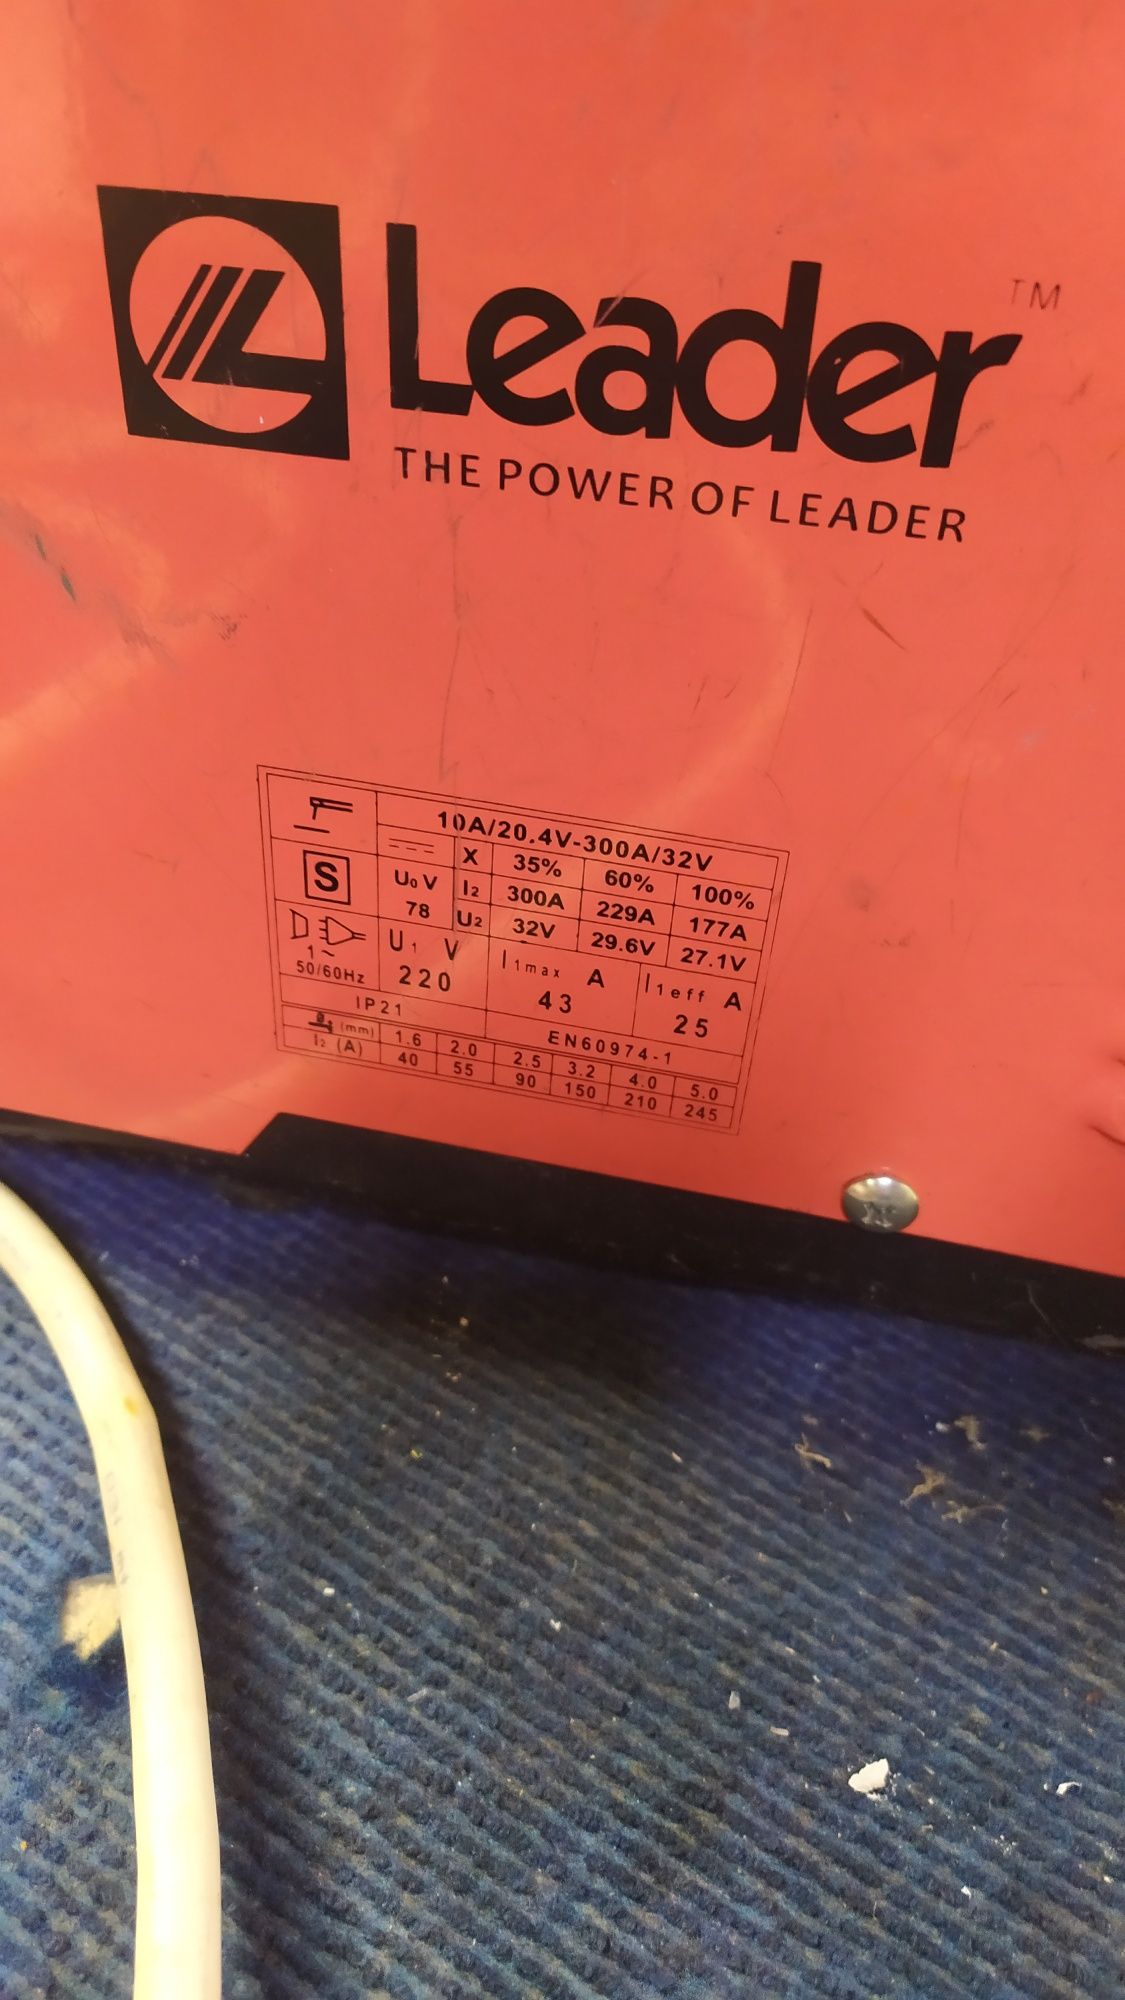 Leader™
THE POWER OF LEADER
10A/20.4V-300A/32V
X 35% 60% 100%
S
U₀ V I₂ 300A 229A 177A
78 U₂ 32V 29.6V 27.1V
U₁ V I₁max A I₁eff A
1~ 220 43 25
50/60Hz
IP21 EN60974-1
(mm) 1.6 2.0 2.5 3.2 4.0 5.0
I₂ (A) 40 55 90 150 210 245